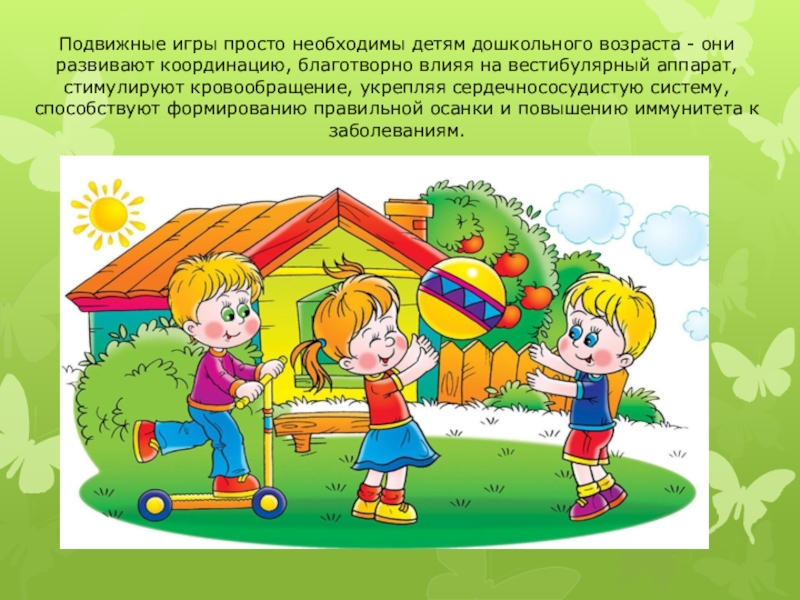 Подвижные игры просто необходимы детям дошкольного возраста - они
развивают координацию, благотворно влияя на вестибулярный аппарат,
стимулируют кровообращение, укрепляя сердечнососудистую систему,
способствуют формированию правильной осанки и повышению иммунитета к
заболеваниям.